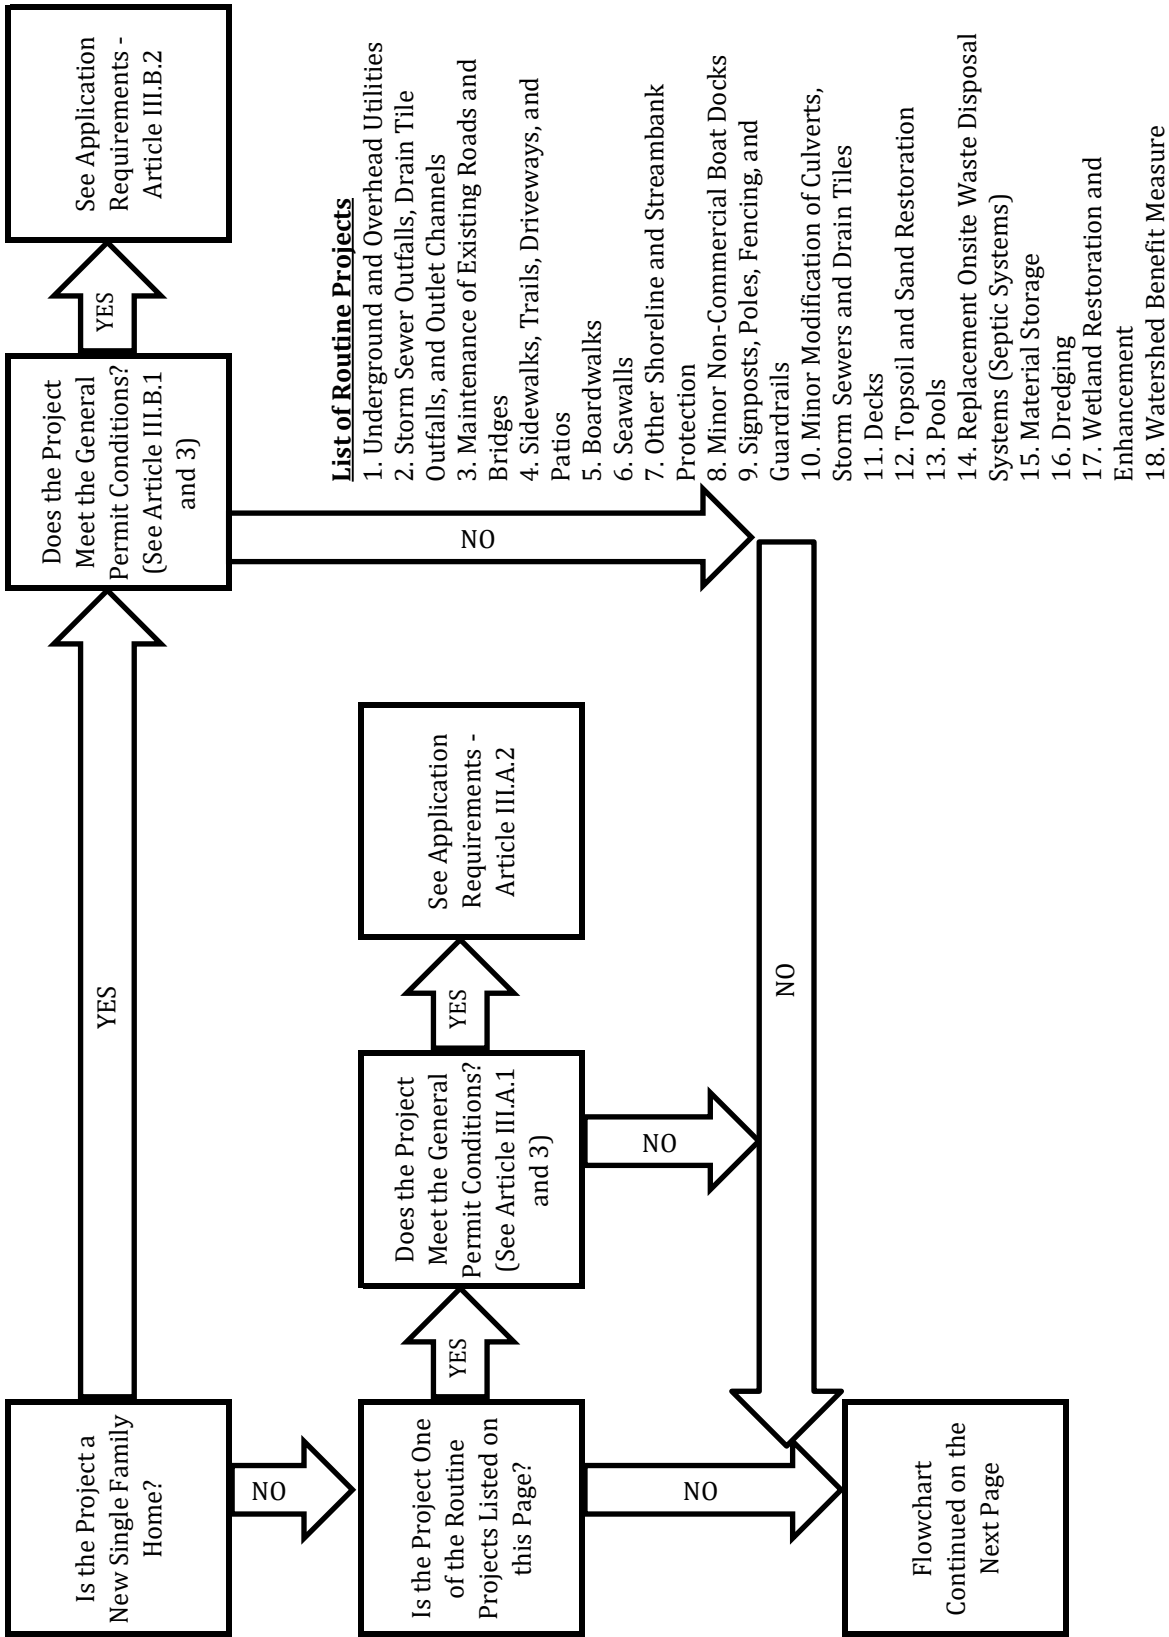 Is the Project a
New Single Family
Home?
YES
Does the Project
Meet the General
Permit Conditions?
(See Article III.B.1
and 3)
YES
See Application
Requirements -
Article III.B.2
NO
NO
Is the Project One
of the Routine
Projects Listed on
this Page?
YES
Does the Project
Meet the General
Permit Conditions?
(See Article III.A.1
and 3)
YES
See Application
Requirements -
Article III.A.2
NO
NO
NO
Flowchart
Continued on the
Next Page
List of Routine Projects
1. Underground and Overhead Utilities
2. Storm Sewer Outfalls, Drain Tile
Outfalls, and Outlet Channels
3. Maintenance of Existing Roads and
Bridges
4. Sidewalks, Trails, Driveways, and
Patios
5. Boardwalks
6. Seawalls
7. Other Shoreline and Streambank
Protection
8. Minor Non-Commercial Boat Docks
9. Signposts, Poles, Fencing, and
Guardrails
10. Minor Modification of Culverts,
Storm Sewers and Drain Tiles
11. Decks
12. Topsoil and Sand Restoration
13. Pools
14. Replacement Onsite Waste Disposal
Systems (Septic Systems)
15. Material Storage
16. Dredging
17. Wetland Restoration and
Enhancement
18. Watershed Benefit Measure